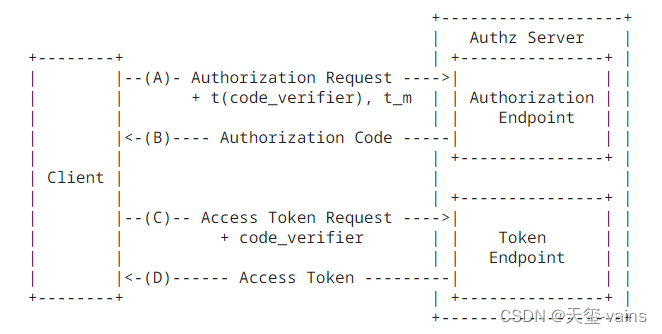 Authz Server
--(A)- Authorization Request ---->
+ t(code_verifier), t_m
Authorization
Endpoint
<-(B)---- Authorization Code -----
Client
--(C)-- Access Token Request ---->
+ code_verifier
Token
Endpoint
<-(D)------ Access Token ---------
CSDN @天玺-vains